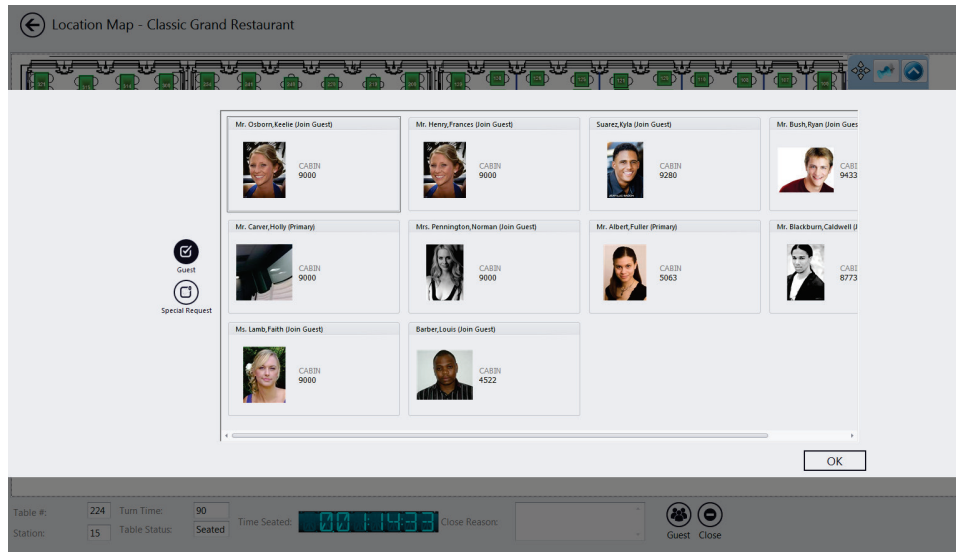 Location Map - Classic Grand Restaurant
Mr. Osborn,Keelie (Join Guest)
CABIN
9000
Mr. Henry,Frances (Join Guest)
CABIN
9000
Suarez,Kyla (Join Guest)
CABIN
9280
Mr. Bush,Ryan (Join Gues
CABI
9433
Mr. Carver,Holly (Primary)
CABIN
9000
Mrs. Pennington,Norman (Join Guest)
CABIN
9000
Mr. Albert,Fuller (Primary)
CABIN
5063
Mr. Blackburn,Caldwell (J
CABI
8773
Ms. Lamb,Faith (Join Guest)
CABIN
9000
Barber,Louis (Join Guest)
CABIN
4522
Guest
Special Request
OK
Table #: 224 Turn Time: 90
Station: 15 Table Status: Seated
Time Seated: 00:14:33 Close Reason:
Guest Close